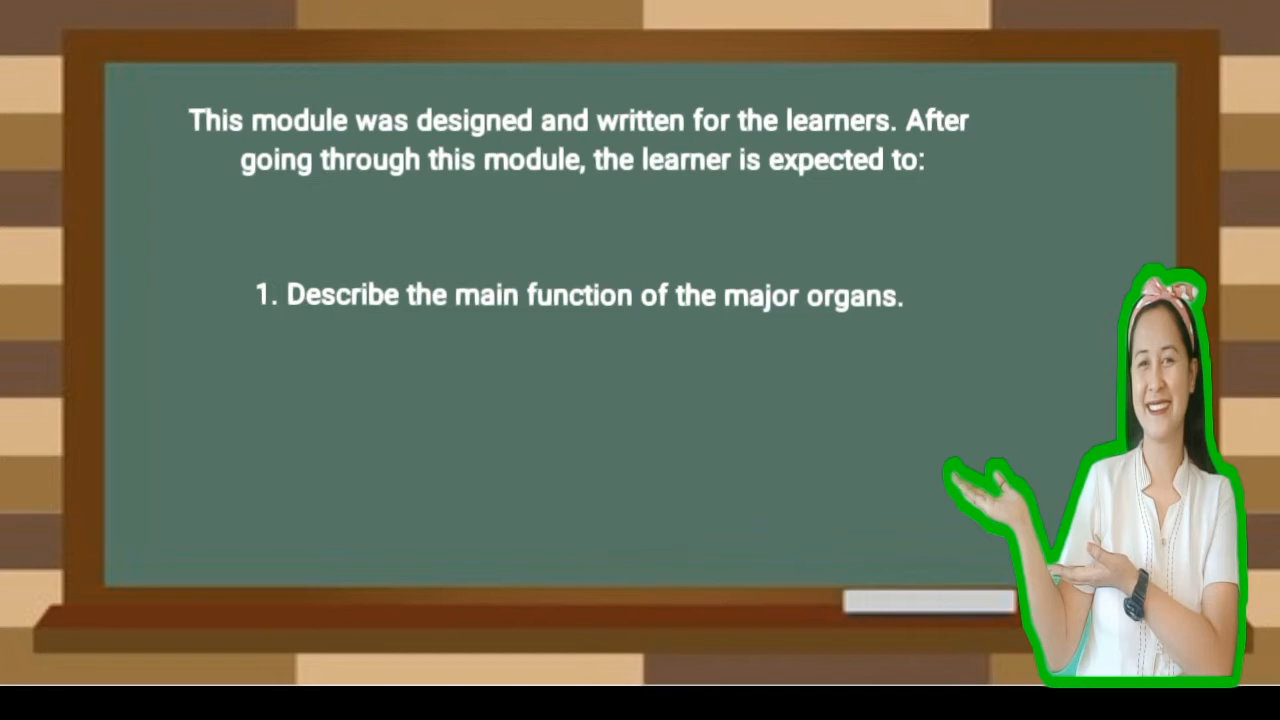 This module was designed and written for the learners. After
going through this module, the learner is expected to:
1. Describe the main function of the major organs.